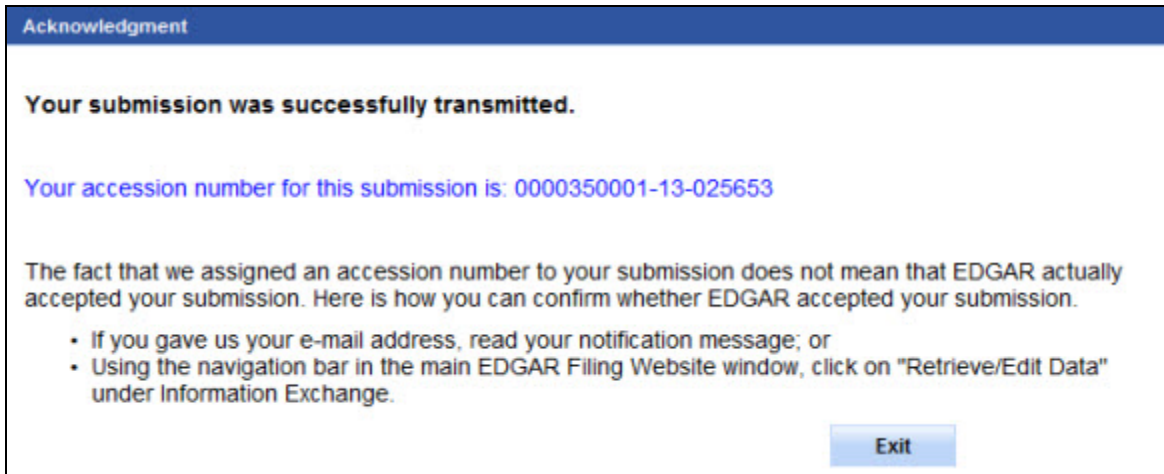 Acknowledgment
Your submission was successfully transmitted.
Your accession number for this submission is: 0000350001-13-025653
The fact that we assigned an accession number to your submission does not mean that EDGAR actually
accepted your submission. Here is how you can confirm whether EDGAR accepted your submission.
• If you gave us your e-mail address, read your notification message; or
• Using the navigation bar in the main EDGAR Filing Website window, click on "Retrieve/Edit Data"
under Information Exchange.
Exit